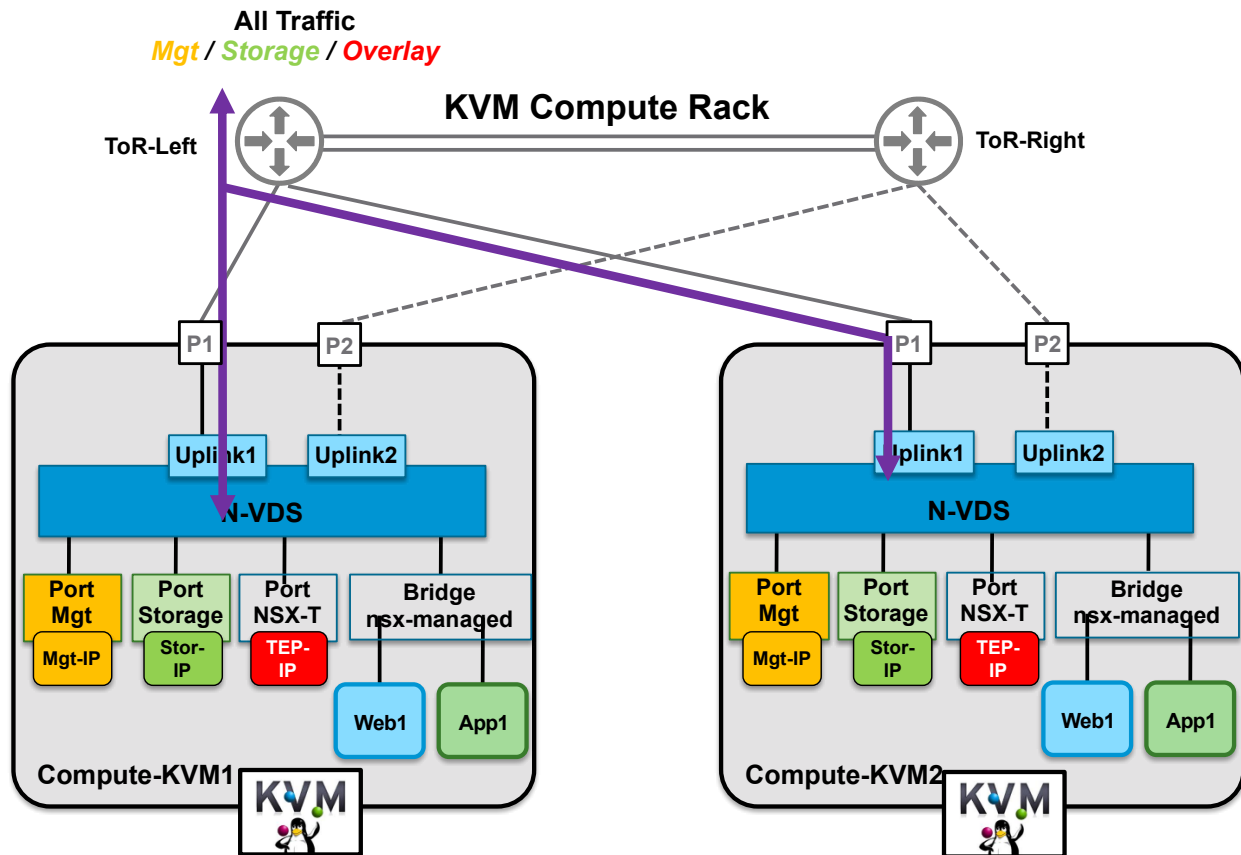 All Traffic
Mgt / Storage / Overlay
KVM Compute Rack
ToR-Left
ToR-Right
P1
P2
P1
P2
Uplink1
Uplink2
Uplink1
Uplink2
N-VDS
N-VDS
Port
Mgt
Port
Storage
Port
NSX-T
Bridge
nsx-managed
Port
Mgt
Port
Storage
Port
NSX-T
Bridge
nsx-managed
Mgt-IP
Stor-
IP
TEP-
IP
Mgt-IP
Stor-
IP
TEP-
IP
Web1
App1
Web1
App1
Compute-KVM1
Compute-KVM2
KVM
KVM